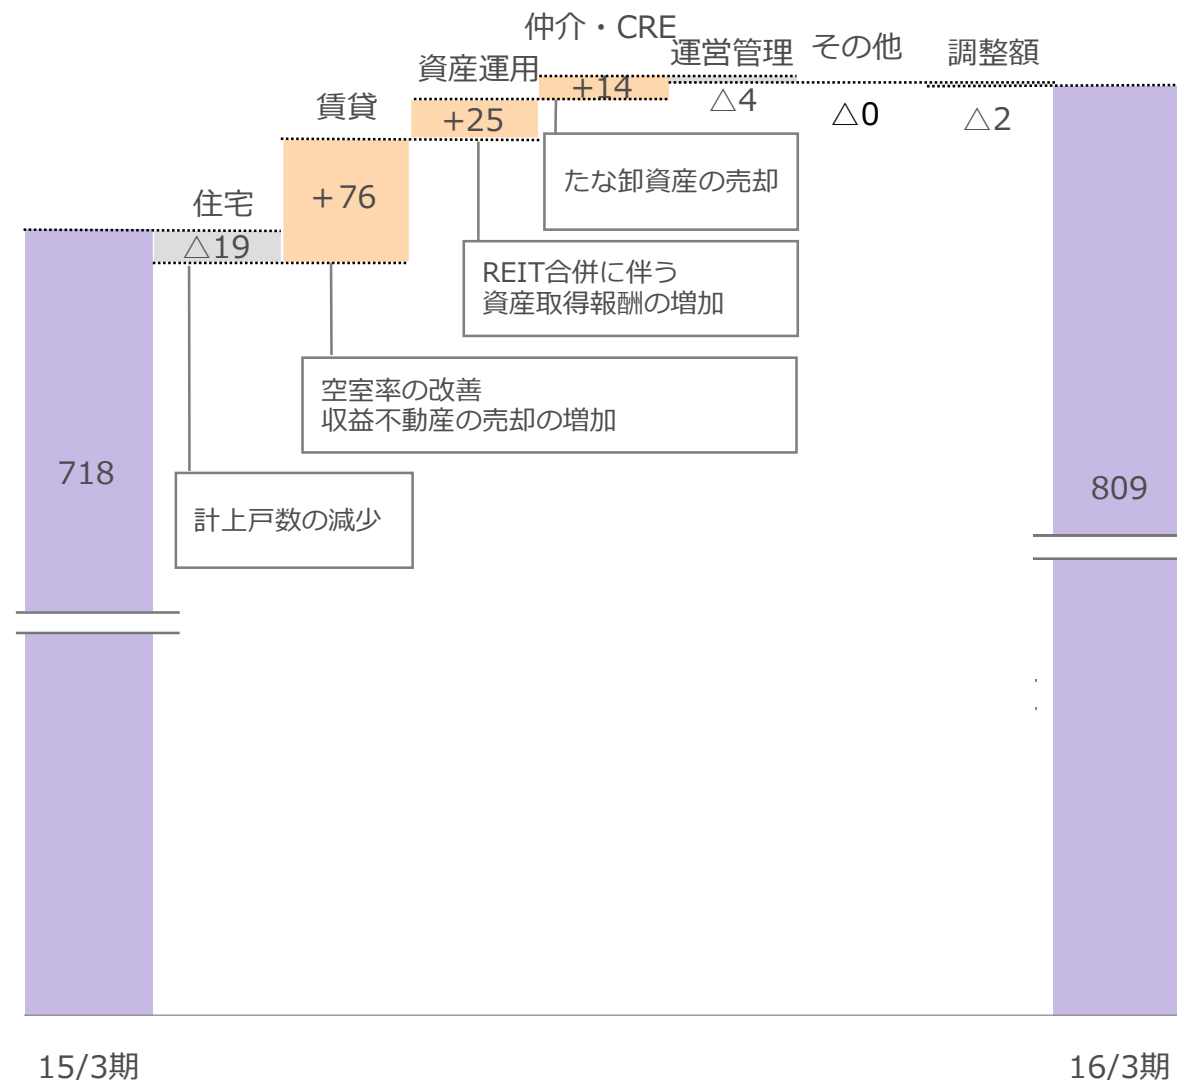 仲介・CRE
運営管理
その他
調整額
資産運用
賃貸
住宅
+14
△4
△0
△2
+25
+76
△19
たな卸資産の売却
REIT合併に伴う
資産取得報酬の増加
空室率の改善
収益不動産の売却の増加
計上戸数の減少
718
809
15/3期
16/3期